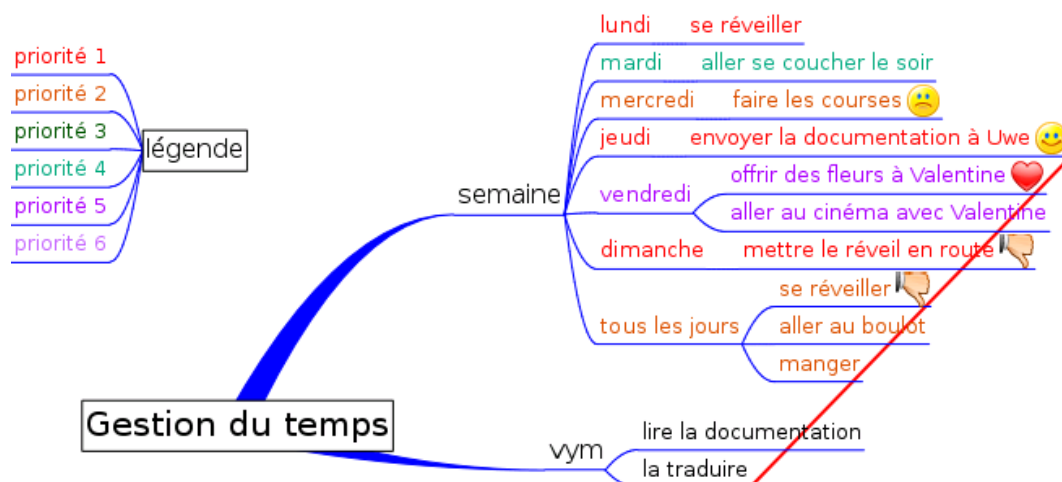 priorité 1
priorité 2
priorité 3
priorité 4
priorité 5
priorité 6
légende
semaine
lundi se réveiller
mardi aller se coucher le soir
mercredi faire les courses
jeudi envoyer la documentation à Uwe
vendredi
offrir des fleurs à Valentine
aller au cinéma avec Valentine
dimanche mettre le réveil en route
tous les jours
se réveiller
aller au boulot
manger
Gestion du temps
vym
lire la documentation
la traduire